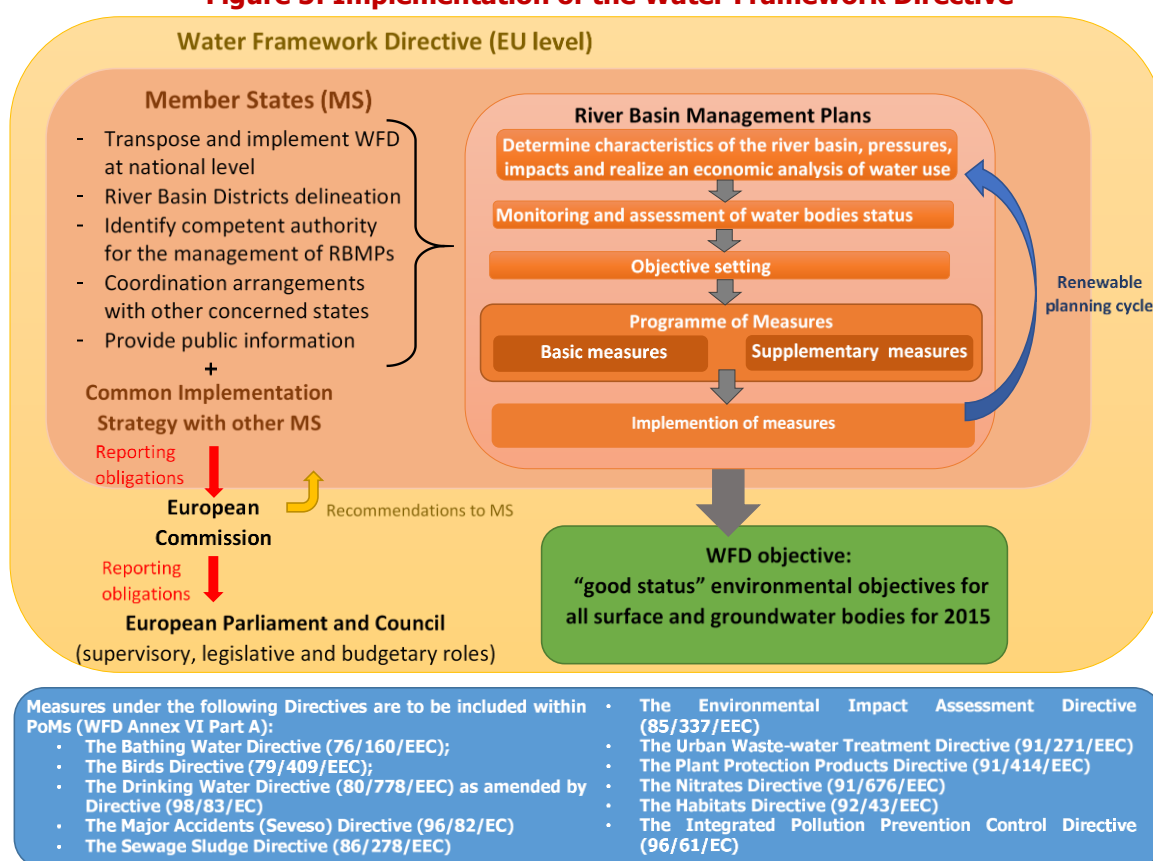 Figure 3: Implementation of the Water Framework Directive
Water Framework Directive (EU level)
Member States (MS)
- Transpose and implement WFD
at national level
- River Basin Districts delineation
- Identify competent authority
for the management of RBMPs
- Coordination arrangements
with other concerned states
- Provide public information
+
Common Implementation
Strategy with other MS
Reporting
obligations
European
Commission
Recommendations to MS
Reporting
obligations
European Parliament and Council
(supervisory, legislative and budgetary roles)
River Basin Management Plans
Determine characteristics of the river basin, pressures,
impacts and realize an economic analysis of water use
Monitoring and assessment of water bodies status
Objective setting
Programme of Measures
Basic measures
Supplementary measures
Implemention of measures
Renewable
planning cycle
WFD objective:
“good status” environmental objectives for
all surface and groundwater bodies for 2015
Measures under the following Directives are to be included within
PoMs (WFD Annex VI Part A):
• The Bathing Water Directive (76/160/EEC);
• The Birds Directive (79/409/EEC);
• The Drinking Water Directive (80/778/EEC) as amended by
Directive (98/83/EC)
• The Major Accidents (Seveso) Directive (96/82/EC)
• The Sewage Sludge Directive (86/278/EEC)
• The Environmental Impact Assessment Directive
(85/337/EEC)
• The Urban Waste-water Treatment Directive (91/271/EEC)
• The Plant Protection Products Directive (91/414/EEC)
• The Nitrates Directive (91/676/EEC)
• The Habitats Directive (92/43/EEC)
• The Integrated Pollution Prevention Control Directive
(96/61/EC)